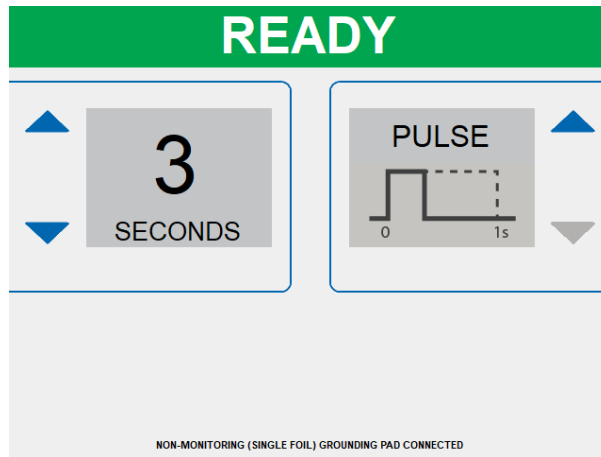 READY
3
SECONDS
PULSE
0 1s
NON-MONITORING (SINGLE FOIL) GROUNDING PAD CONNECTED